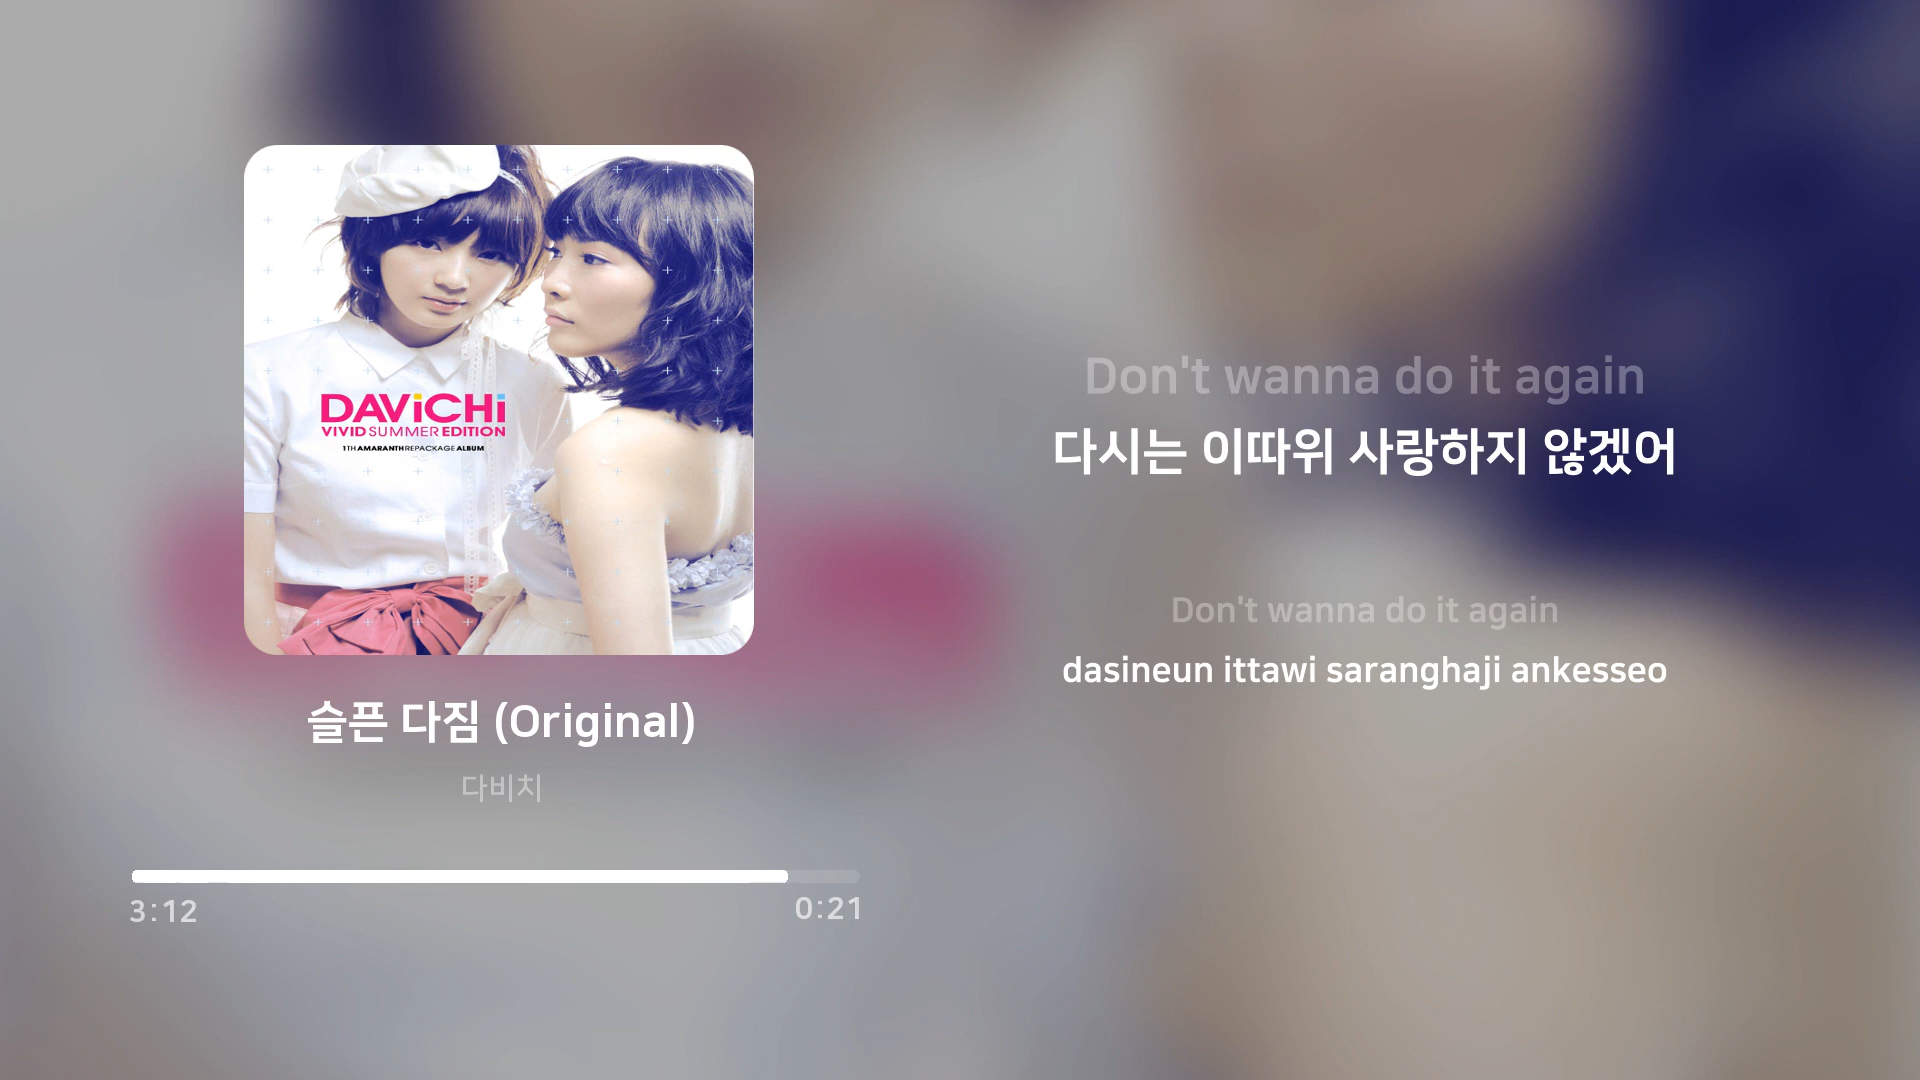 DAViCHi
VIVID SUMMER EDITION
1TH AMARANTH REPACKAGE ALBUM
슬픈 다짐 (Original)
다비치
3:12
0:21
Don't wanna do it again
다시는 이따위 사랑하지 않겠어
Don't wanna do it again
dasineun ittawi saranghaji ankesseo